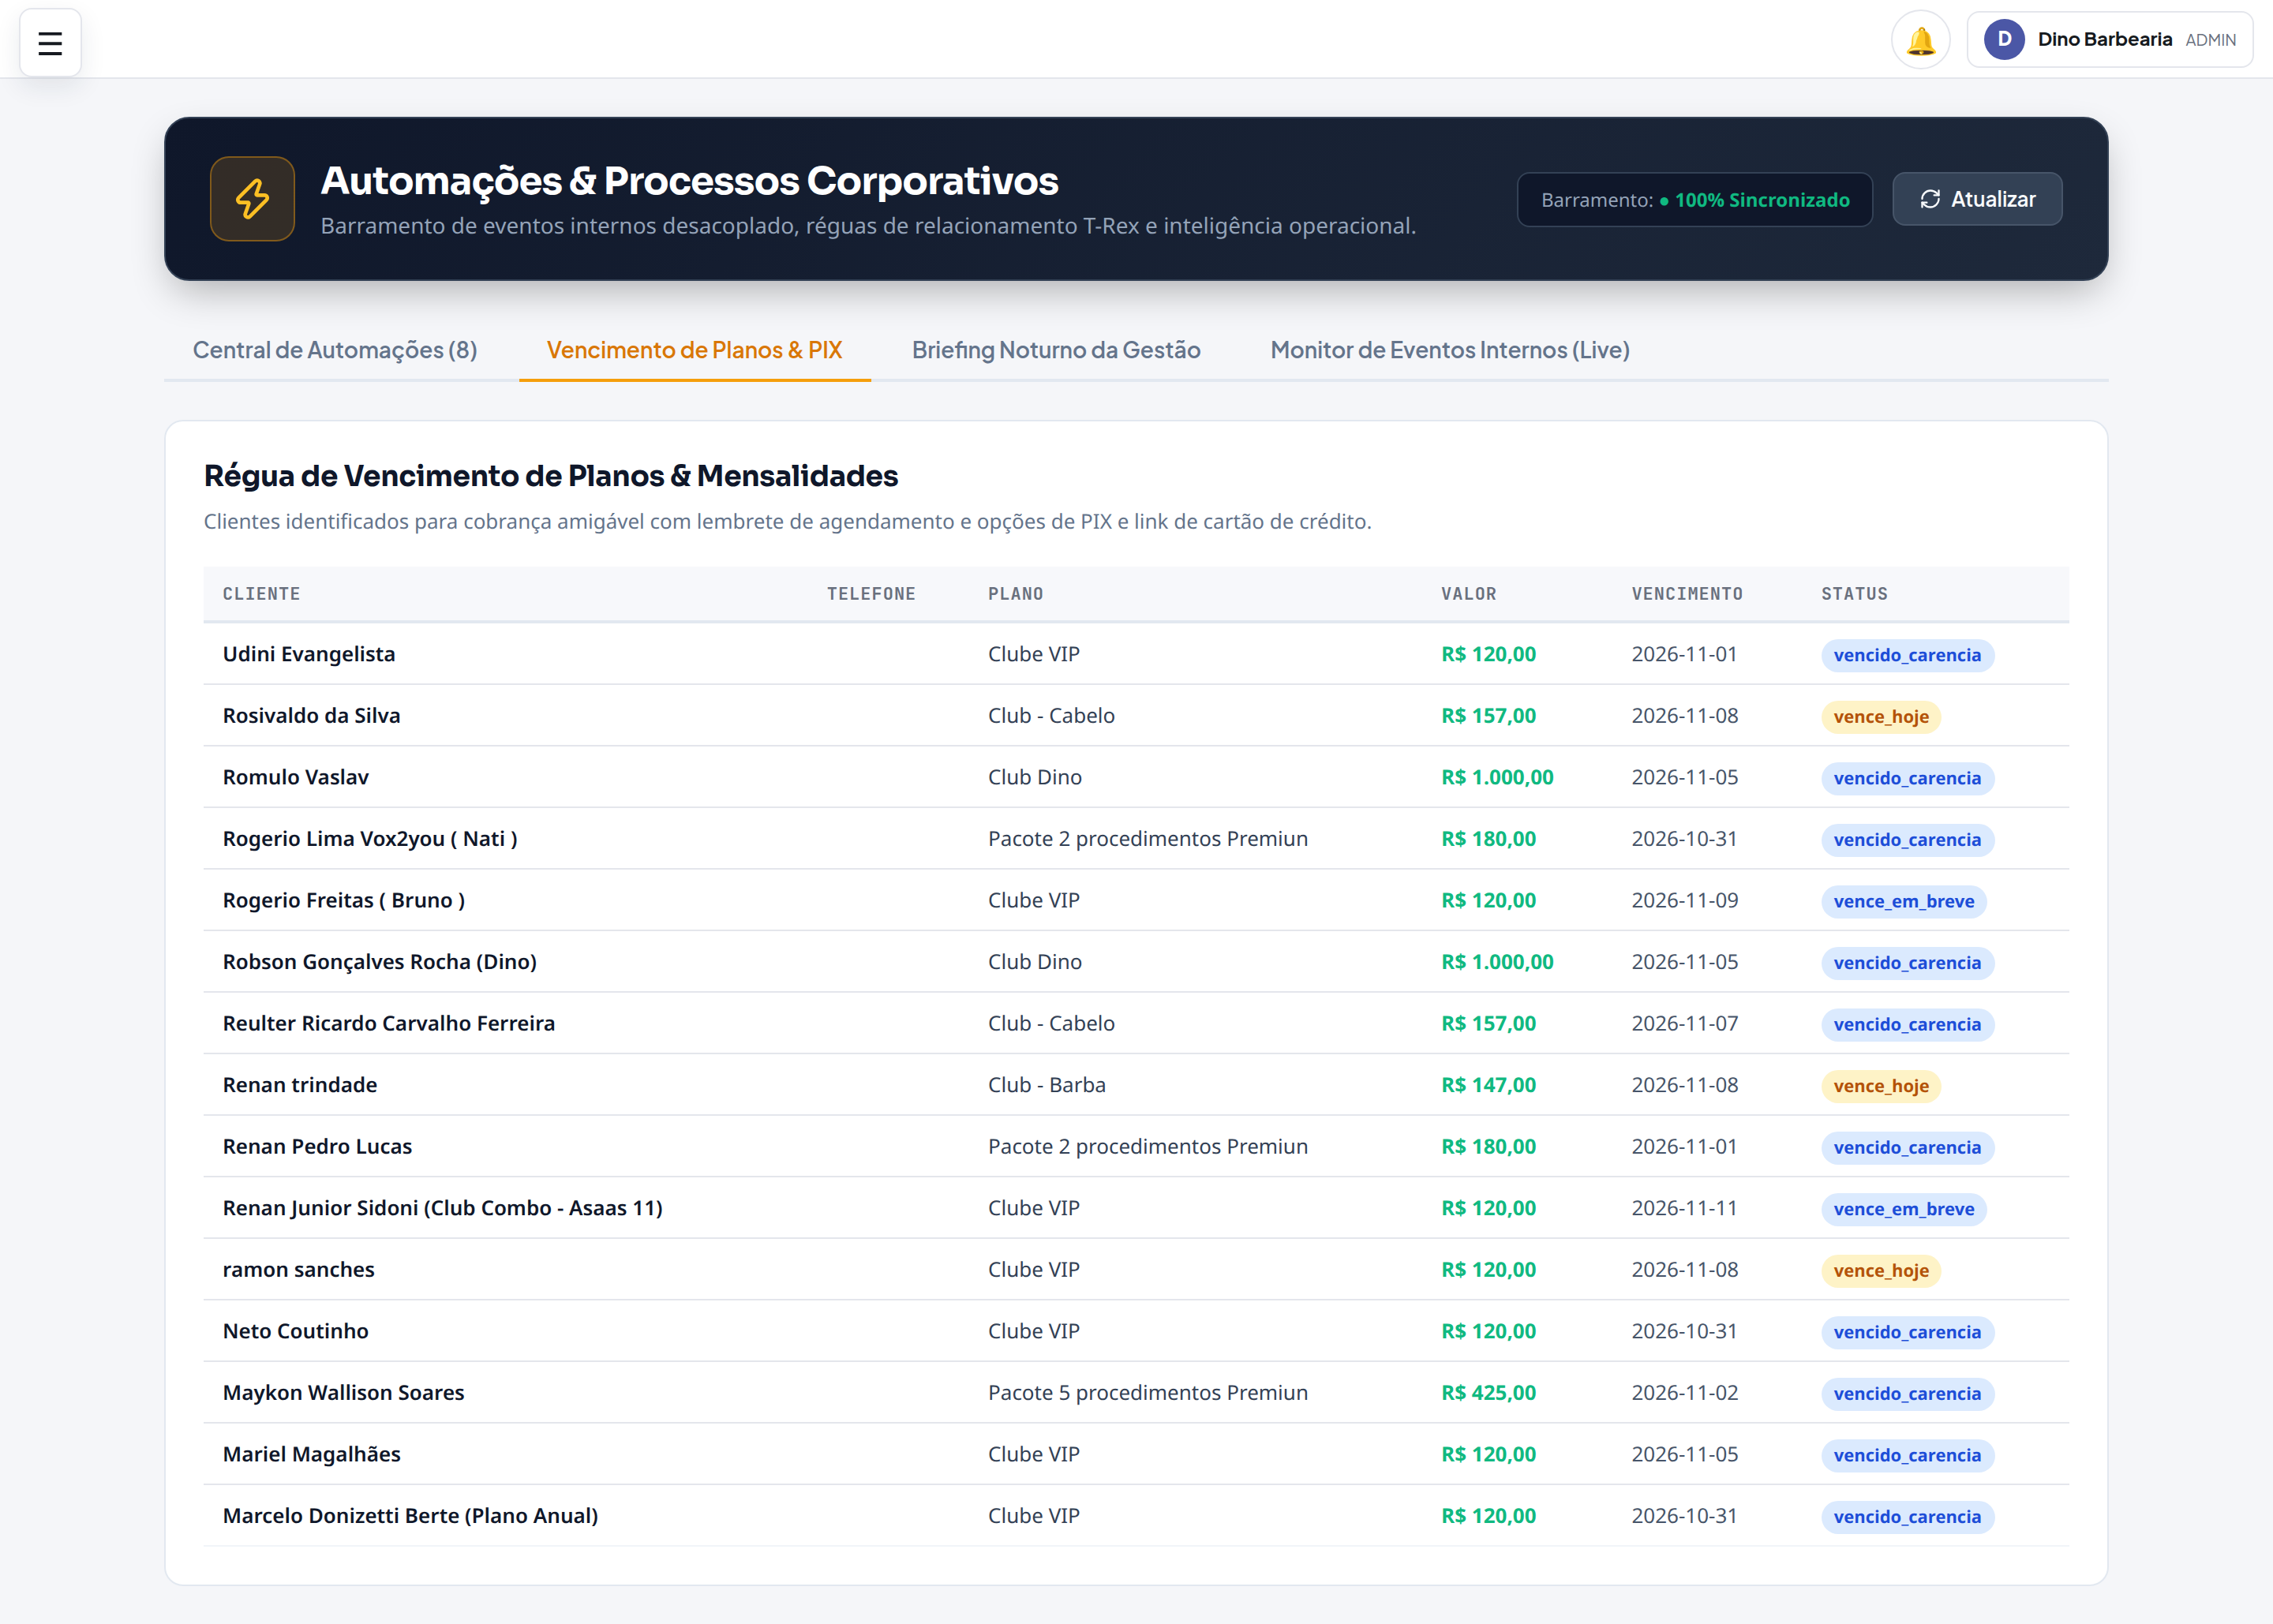 D Dino Barbearia ADMIN
Automações & Processos Corporativos
Barramento de eventos internos desacoplado, réguas de relacionamento T-Rex e inteligência operacional.
Barramento: ● 100% Sincronizado
Atualizar
Central de Automações (8) Vencimento de Planos & PIX Briefing Noturno da Gestão Monitor de Eventos Internos (Live)
Régua de Vencimento de Planos & Mensalidades
Clientes identificados para cobrança amigável com lembrete de agendamento e opções de PIX e link de cartão de crédito.
CLIENTE TELEFONE PLANO VALOR VENCIMENTO STATUS
Udini Evangelista Clube VIP R$ 120,00 2026-11-01 vencido_carencia
Rosivaldo da Silva Club - Cabelo R$ 157,00 2026-11-08 vence_hoje
Romulo Vaslav Club Dino R$ 1.000,00 2026-11-05 vencido_carencia
Rogerio Lima Vox2you ( Nati ) Pacote 2 procedimentos Premiun R$ 180,00 2026-10-31 vencido_carencia
Rogerio Freitas ( Bruno ) Clube VIP R$ 120,00 2026-11-09 vence_em_breve
Robson Gonçalves Rocha (Dino) Club Dino R$ 1.000,00 2026-11-05 vencido_carencia
Reulter Ricardo Carvalho Ferreira Club - Cabelo R$ 157,00 2026-11-07 vencido_carencia
Renan trindade Club - Barba R$ 147,00 2026-11-08 vence_hoje
Renan Pedro Lucas Pacote 2 procedimentos Premiun R$ 180,00 2026-11-01 vencido_carencia
Renan Junior Sidoni (Club Combo - Asaas 11) Clube VIP R$ 120,00 2026-11-11 vence_em_breve
ramon sanches Clube VIP R$ 120,00 2026-11-08 vence_hoje
Neto Coutinho Clube VIP R$ 120,00 2026-10-31 vencido_carencia
Maykon Wallison Soares Pacote 5 procedimentos Premiun R$ 425,00 2026-11-02 vencido_carencia
Mariel Magalhães Clube VIP R$ 120,00 2026-11-05 vencido_carencia
Marcelo Donizetti Berte (Plano Anual) Clube VIP R$ 120,00 2026-10-31 vencido_carencia